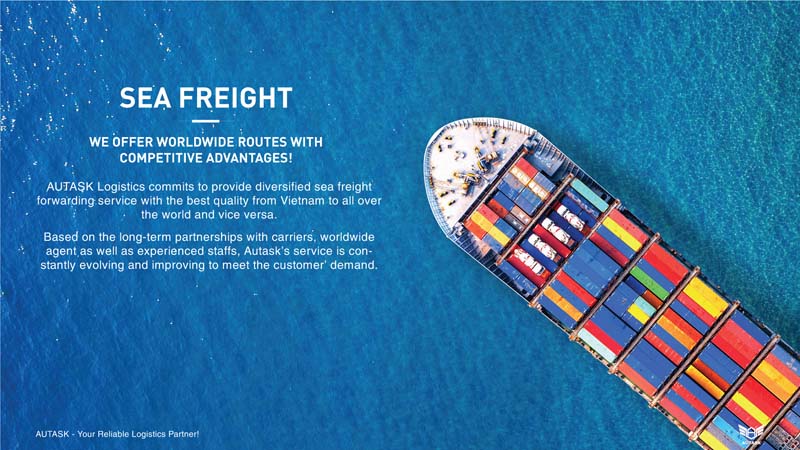 SEA FREIGHT
WE OFFER WORLDWIDE ROUTES WITH
COMPETITIVE ADVANTAGES!
AUTASK Logistics commits to provide diversified sea freight
forwarding service with the best quality from Vietnam to all over
the world and vice versa.
Based on the long-term partnerships with carriers, worldwide
agent as well as experienced staffs, Autask's service is con-
stantly evolving and improving to meet the customer' demand.
AUTASK - Your Reliable Logistics Partner!
AUTASK